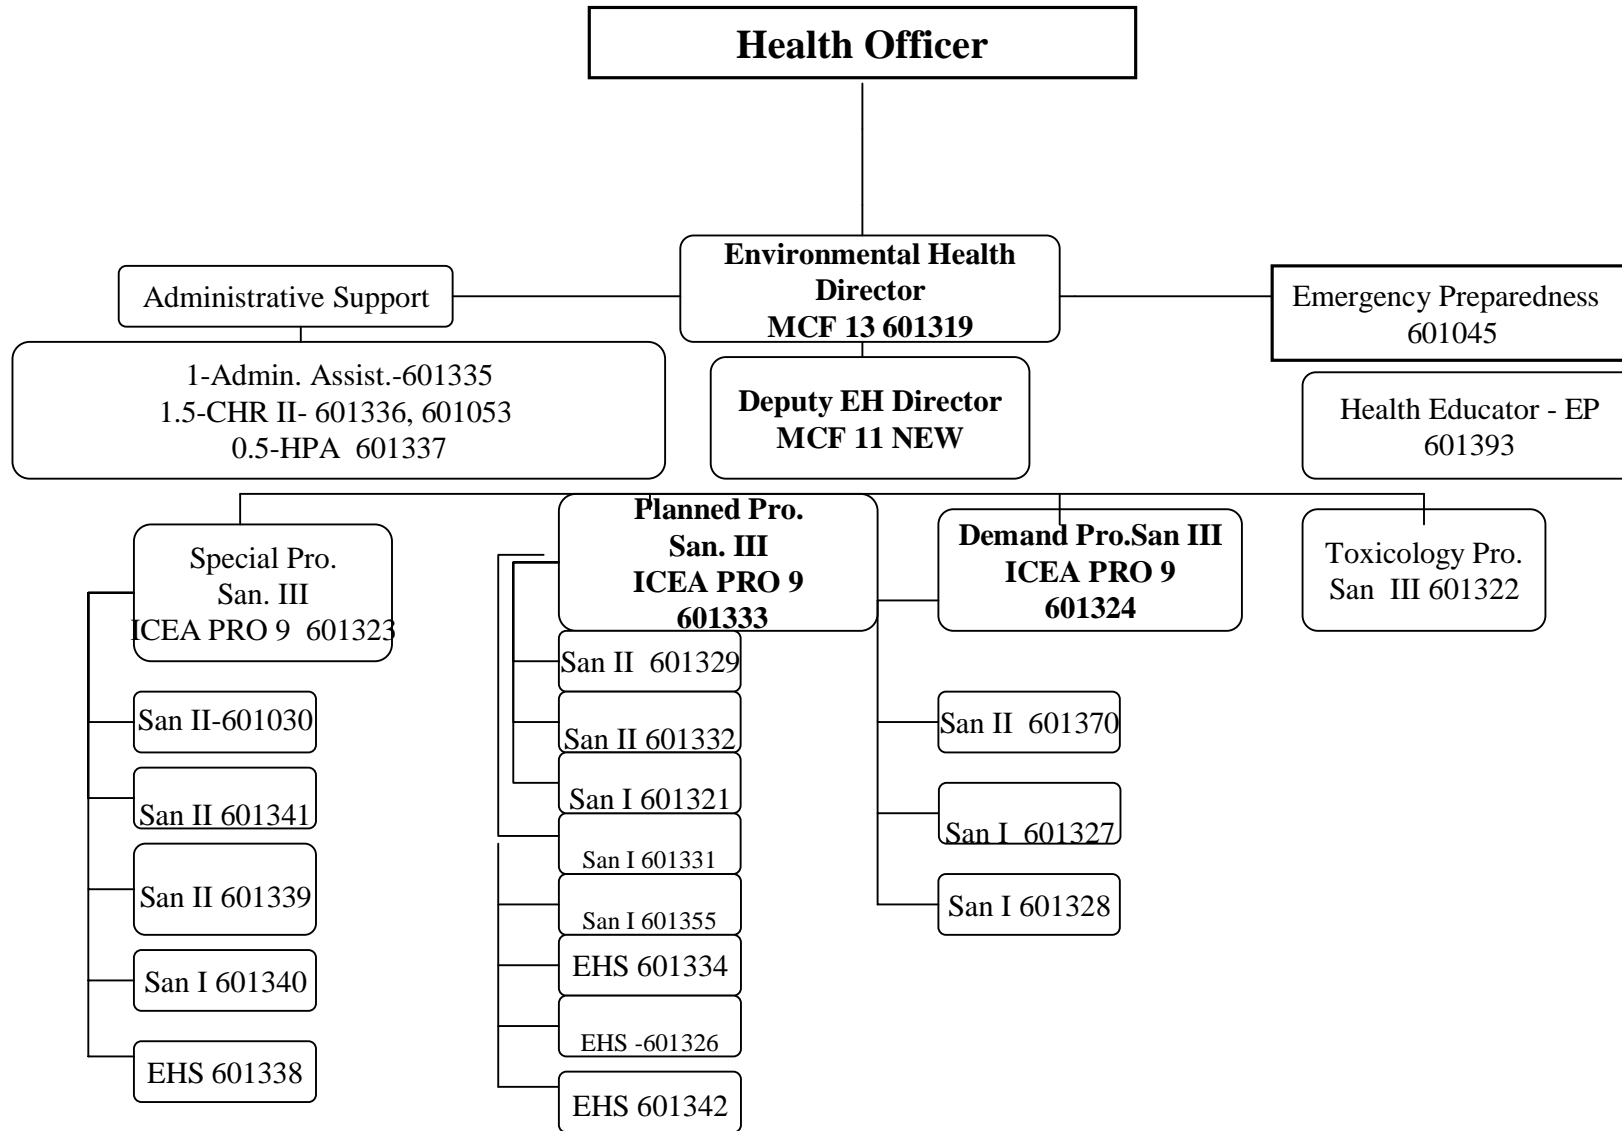 Health Officer
Environmental Health
Director
MCF 13 601319
Administrative Support
Emergency Preparedness
601045
1-Admin. Assist.-601335
1.5-CHR II- 601336, 601053
0.5-HPA  601337
Deputy EH Director
MCF 11 NEW
Health Educator - EP
601393
Special Pro.
San. III
ICEA PRO 9  601323
Planned Pro.
San. III
ICEA PRO 9
601333
Demand Pro.San III
ICEA PRO 9
601324
Toxicology Pro.
San  III 601322
San II-601030
San II 601341
San II 601339
San I 601340
EHS 601338
San II  601329
San II 601332
San I 601321
San I 601331
San I 601355
EHS 601334
EHS -601326
EHS 601342
San II  601370
San I  601327
San I 601328